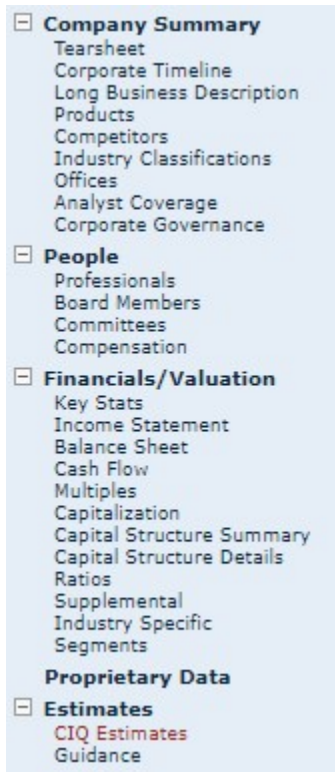 Company Summary
Tearsheet
Corporate Timeline
Long Business Description
Products
Competitors
Industry Classifications
Offices
Analyst Coverage
Corporate Governance
People
Professionals
Board Members
Committees
Compensation
Financials/Valuation
Key Stats
Income Statement
Balance Sheet
Cash Flow
Multiples
Capitalization
Capital Structure Summary
Capital Structure Details
Ratios
Supplemental
Industry Specific
Segments
Proprietary Data
Estimates
CIQ Estimates
Guidance